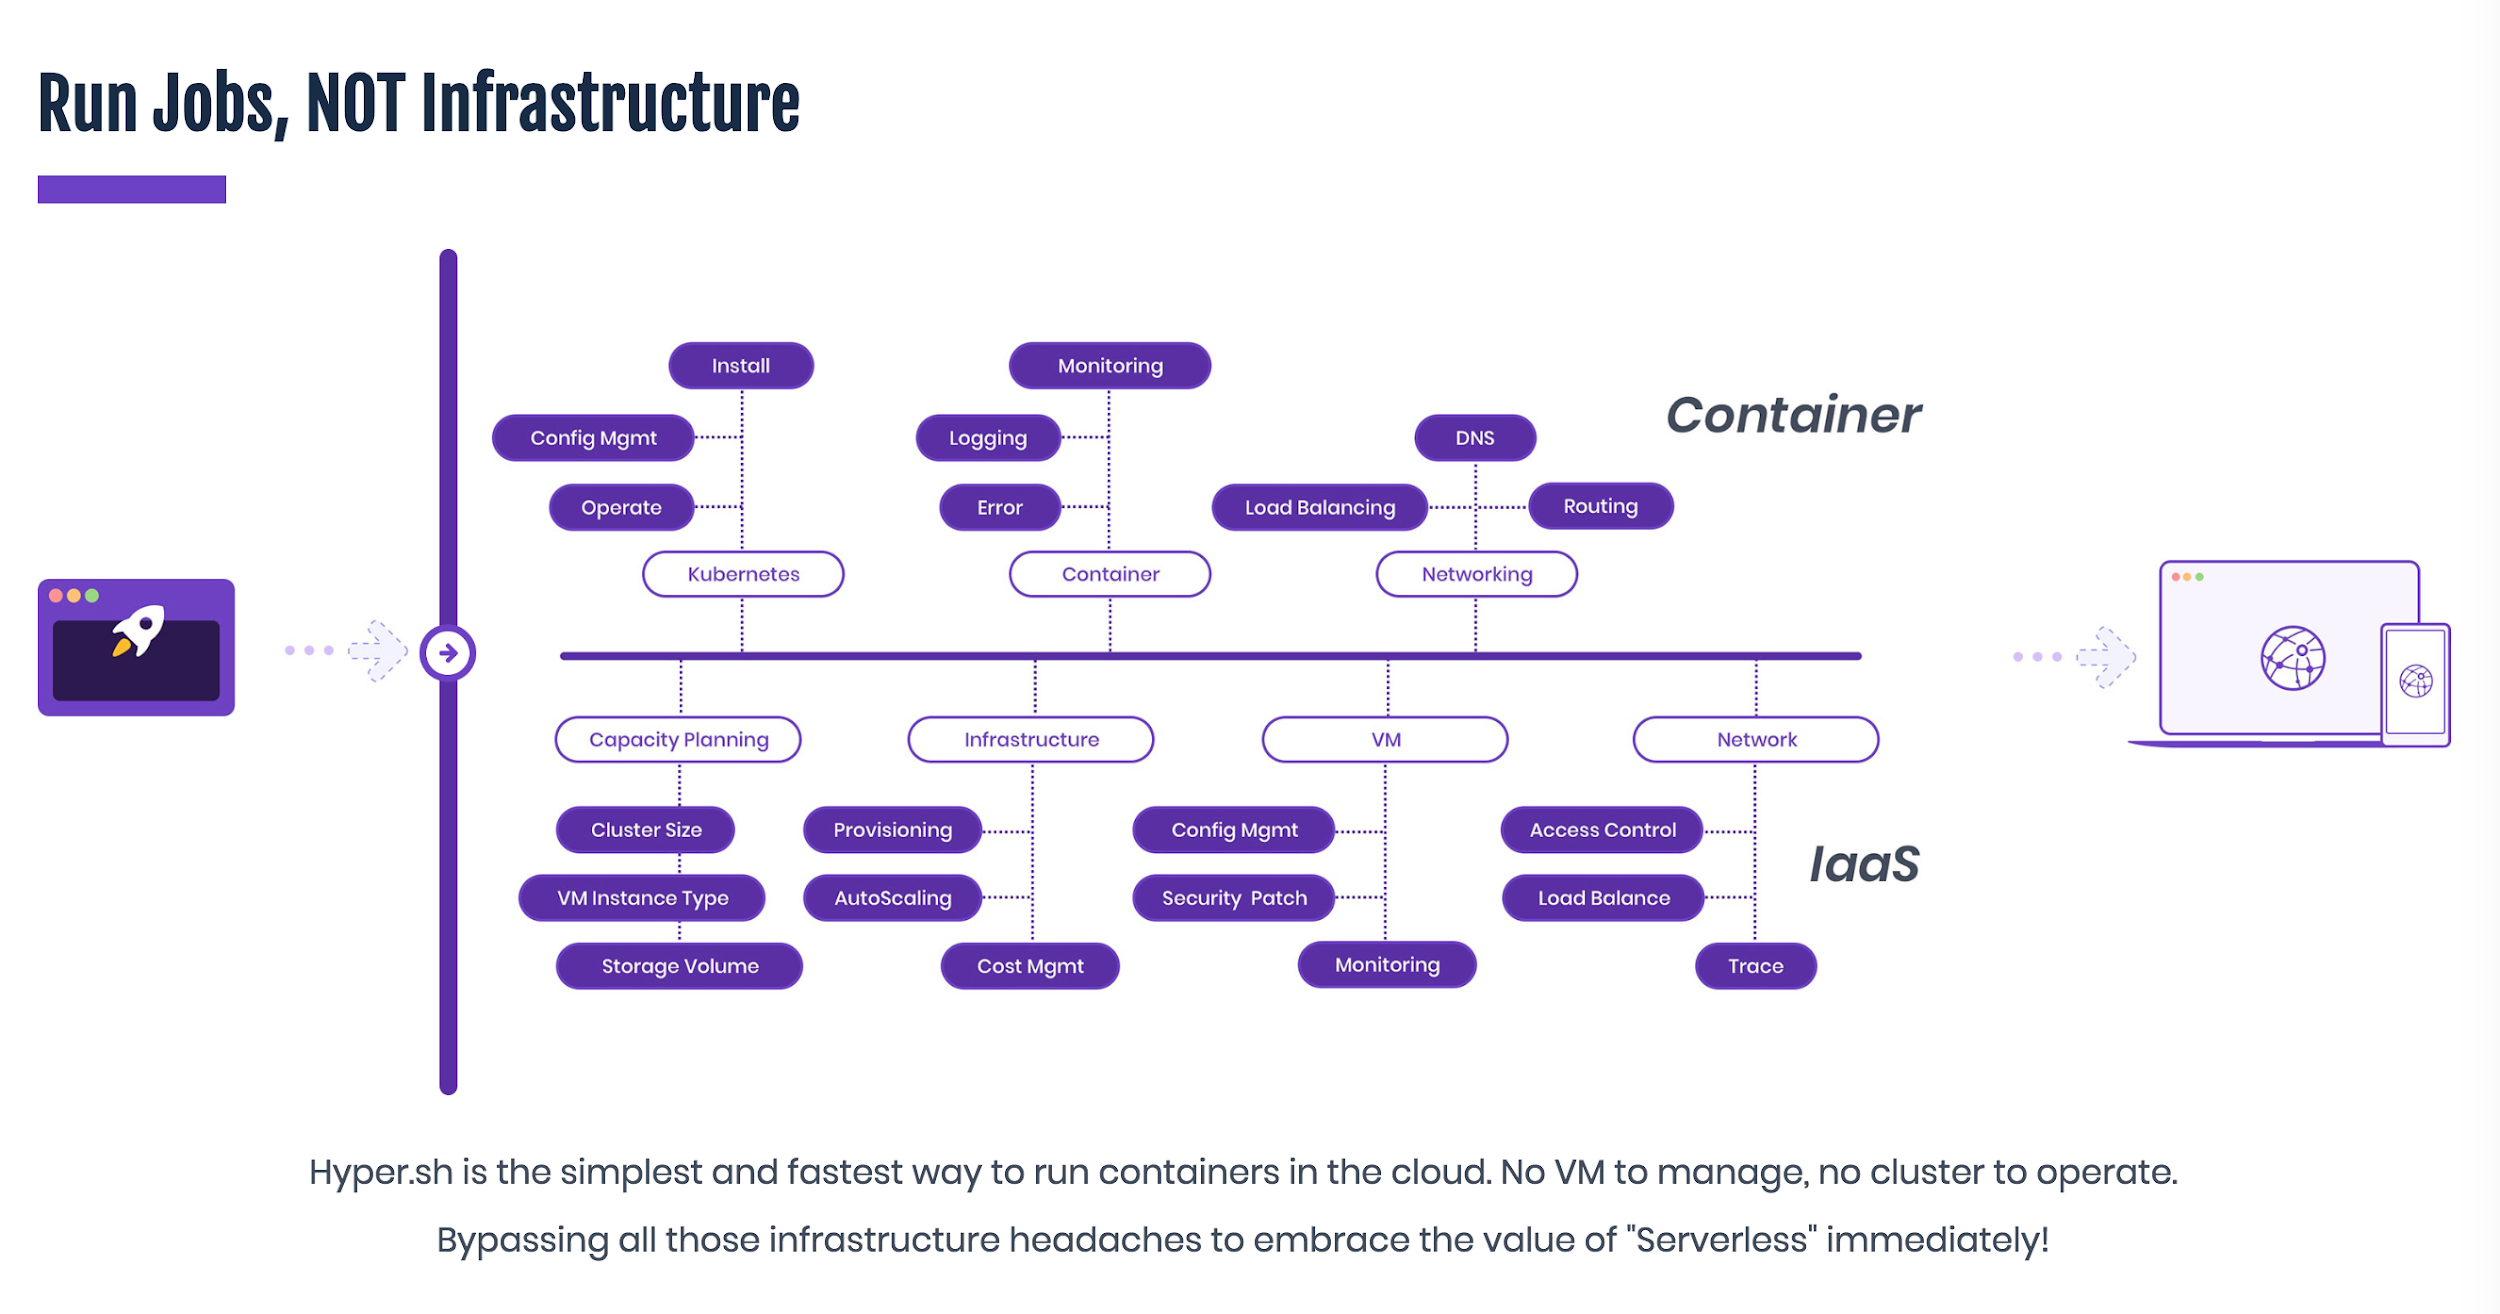 Run Jobs, NOT Infrastructure
Install
Monitoring
Container
Config Mgmt
Logging
DNS
Operate
Error
Load Balancing
Routing
Kubernetes
Container
Networking
Capacity Planning
Infrastructure
VM
Network
Cluster Size
Provisioning
Config Mgmt
Access Control
IaaS
VM Instance Type
AutoScaling
Security Patch
Load Balance
Storage Volume
Cost Mgmt
Monitoring
Trace
Hyper.sh is the simplest and fastest way to run containers in the cloud. No VM to manage, no cluster to operate.
Bypassing all those infrastructure headaches to embrace the value of "Serverless" immediately!